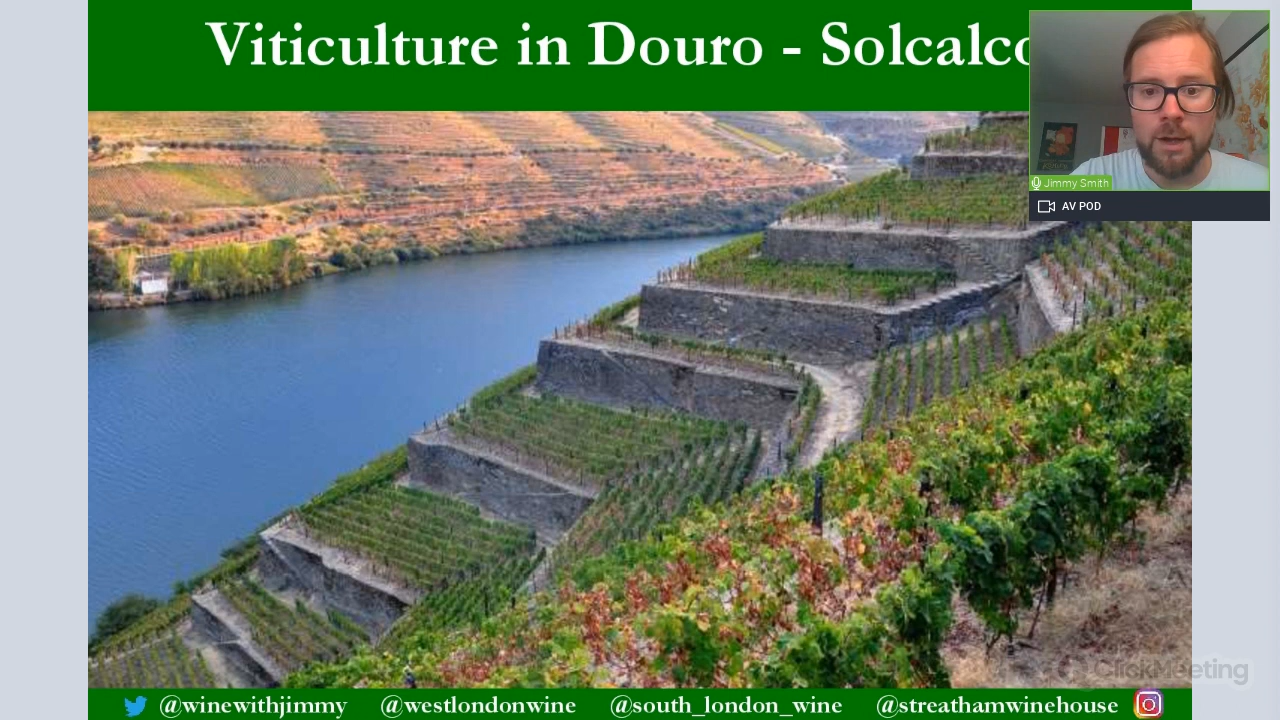 Viticulture in Douro - Solcalco
Jimmy Smith
AV POD
ClickMeeting
@winewithjimmy @westlondonwine @south_london_wine @streathamwinehouse